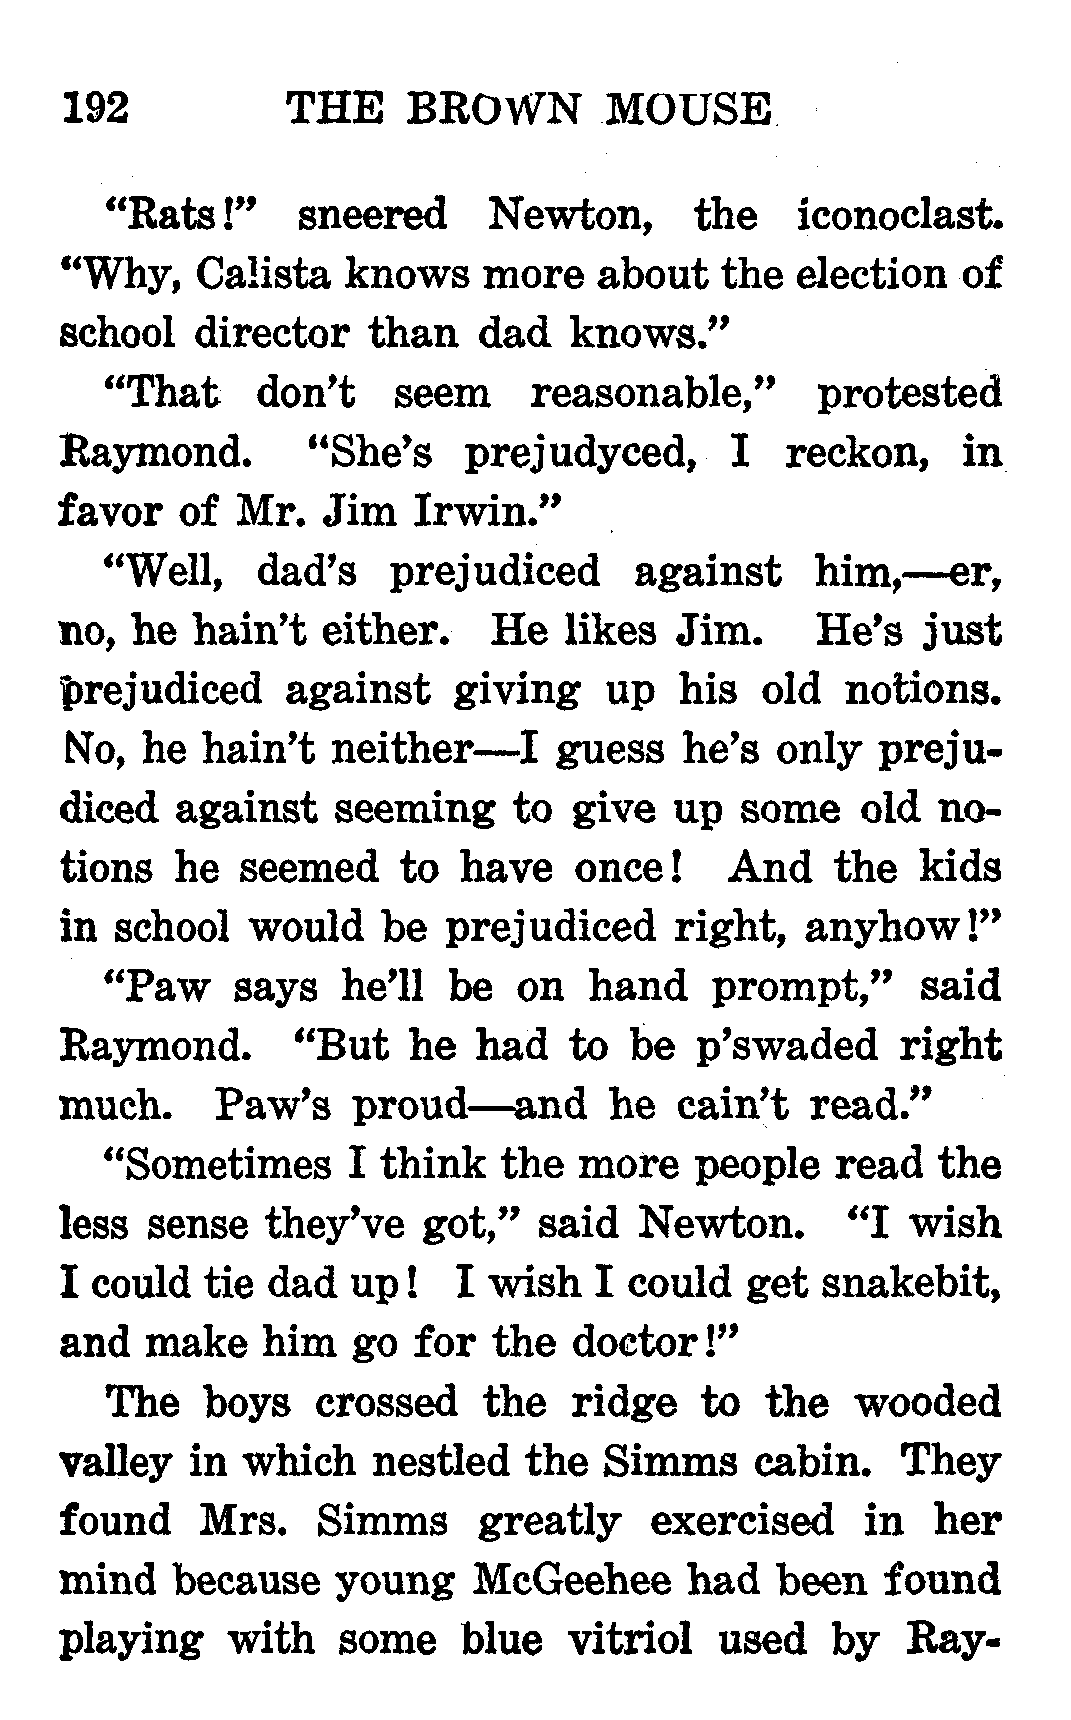 192 THE BROWN MOUSE
“Rats!” sneered Newton, the iconoclast.
“Why, Calista knows more about the election of
school director than dad knows.”
“That don’t seem reasonable,” protested
Raymond. “She’s prejudyced, I reckon, in
favor of Mr. Jim Irwin.”
“Well, dad’s prejudiced against him,—er,
no, he hain’t either. He likes Jim. He’s just
prejudiced against giving up his old notions.
No, he hain’t neither—I guess he’s only preju-
diced against seeming to give up some old no-
tions he seemed to have once! And the kids
in school would be prejudiced right, anyhow!”
“Paw says he’ll be on hand prompt,” said
Raymond. “But he had to be p’swaded right
much. Paw’s proud—and he cain’t read.”
“Sometimes I think the more people read the
less sense they’ve got,” said Newton. “I wish
I could tie dad up! I wish I could get snakebit,
and make him go for the doctor!”
The boys crossed the ridge to the wooded
valley in which nestled the Simms cabin. They
found Mrs. Simms greatly exercised in her
mind because young McGeehee had been found
playing with some blue vitriol used by Ray-